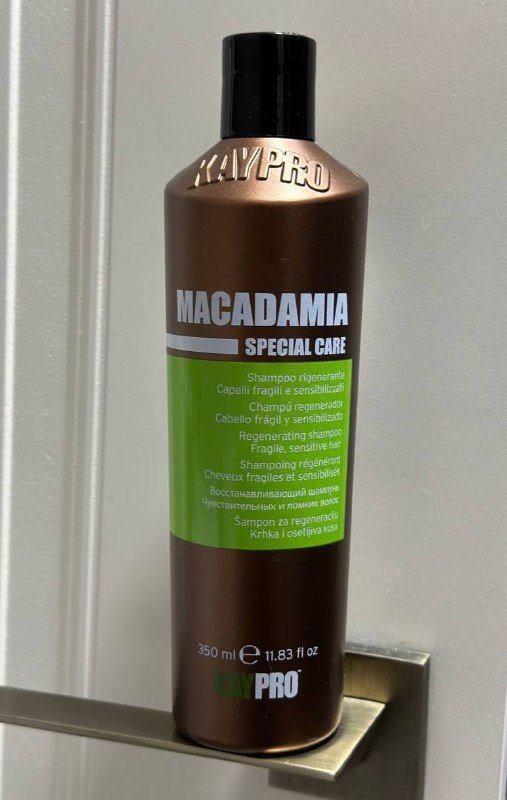 KAYPRO
MACADAMIA
SPECIAL CARE
Shampoo rigenerante
Capelli fragili e sensibilizzati
Champú regenerador
Cabello frágil y sensibilizado
Regenerating shampoo
Fragile, sensitive hair
Shampoing régénérant
Cheveux fragiles et sensibilisés
Восстанавливающий шампунь
Чувствительных и ломких волос
Šampon za regeneraciju
Krhka i osetljiva kosa
350 ml e 11.83 fl oz
KAYPRO™